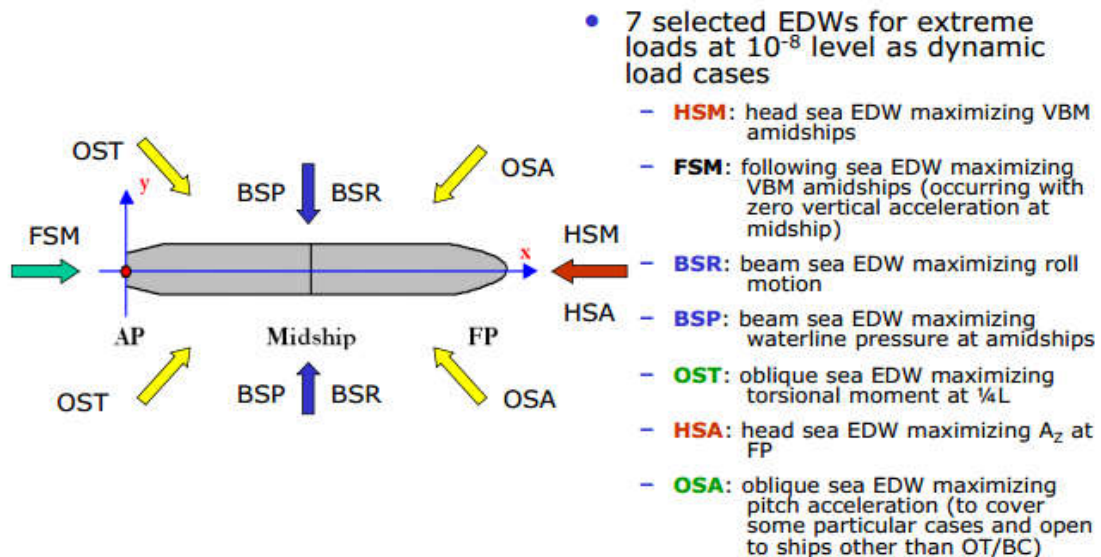 OST
y
BSP
BSR
OSA
FSM
HSM
x
HSA
AP
Midship
FP
OST
BSP
BSR
OSA
• 7 selected EDWs for extreme
loads at 10⁻⁸ level as dynamic
load cases
– HSM: head sea EDW maximizing VBM
amidships
– FSM: following sea EDW maximizing
VBM amidships (occurring with
zero vertical acceleration at
midship)
– BSR: beam sea EDW maximizing roll
motion
– BSP: beam sea EDW maximizing
waterline pressure at amidships
– OST: oblique sea EDW maximizing
torsional moment at ¼L
– HSA: head sea EDW maximizing A_Z at
FP
– OSA: oblique sea EDW maximizing
pitch acceleration (to cover
some particular cases and open
to ships other than OT/BC)